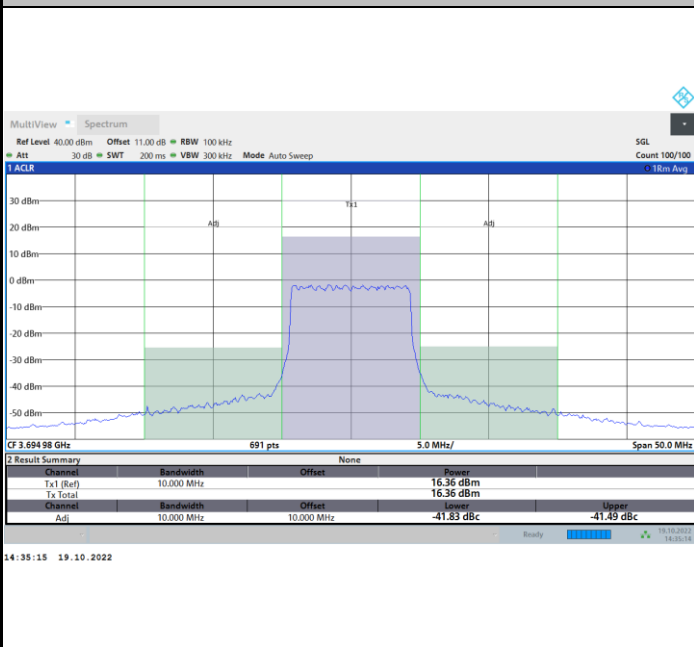 MultiView Spectrum
Ref Level 40.00 dBm Offset 11.00 dB RBW 100 kHz SGL
Att 30 dB SWT 200 ms VBW 300 kHz Mode Auto Sweep Count 100/100
1 ACLR 1Rm Avg
30 dBm
Tx1
20 dBm Adj Adj
10 dBm
0 dBm
-10 dBm
-20 dBm
-30 dBm
-40 dBm
-50 dBm
CF 3.694 98 GHz 691 pts 5.0 MHz/ Span 50.0 MHz
2 Result Summary None
Channel Bandwidth Offset Power
Tx1 (Ref) 10.000 MHz 16.36 dBm
Tx Total 16.36 dBm
Channel Bandwidth Offset Lower Upper
Adj 10.000 MHz 10.000 MHz -41.83 dBc -41.49 dBc
Ready 19.10.2022
14:35:14
14:35:15 19.10.2022